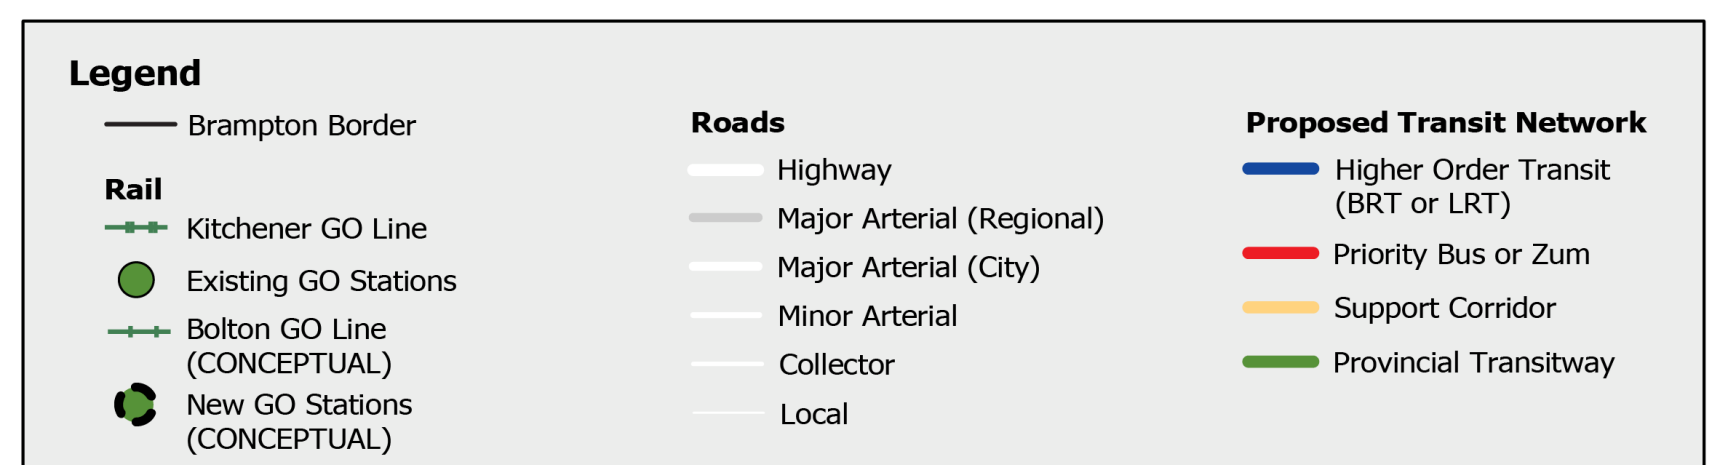 Legend
Brampton Border
Rail
Kitchener GO Line
Existing GO Stations
Bolton GO Line
(CONCEPTUAL)
New GO Stations
(CONCEPTUAL)
Roads
Highway
Major Arterial (Regional)
Major Arterial (City)
Minor Arterial
Collector
Local
Proposed Transit Network
Higher Order Transit
(BRT or LRT)
Priority Bus or Zum
Support Corridor
Provincial Transitway